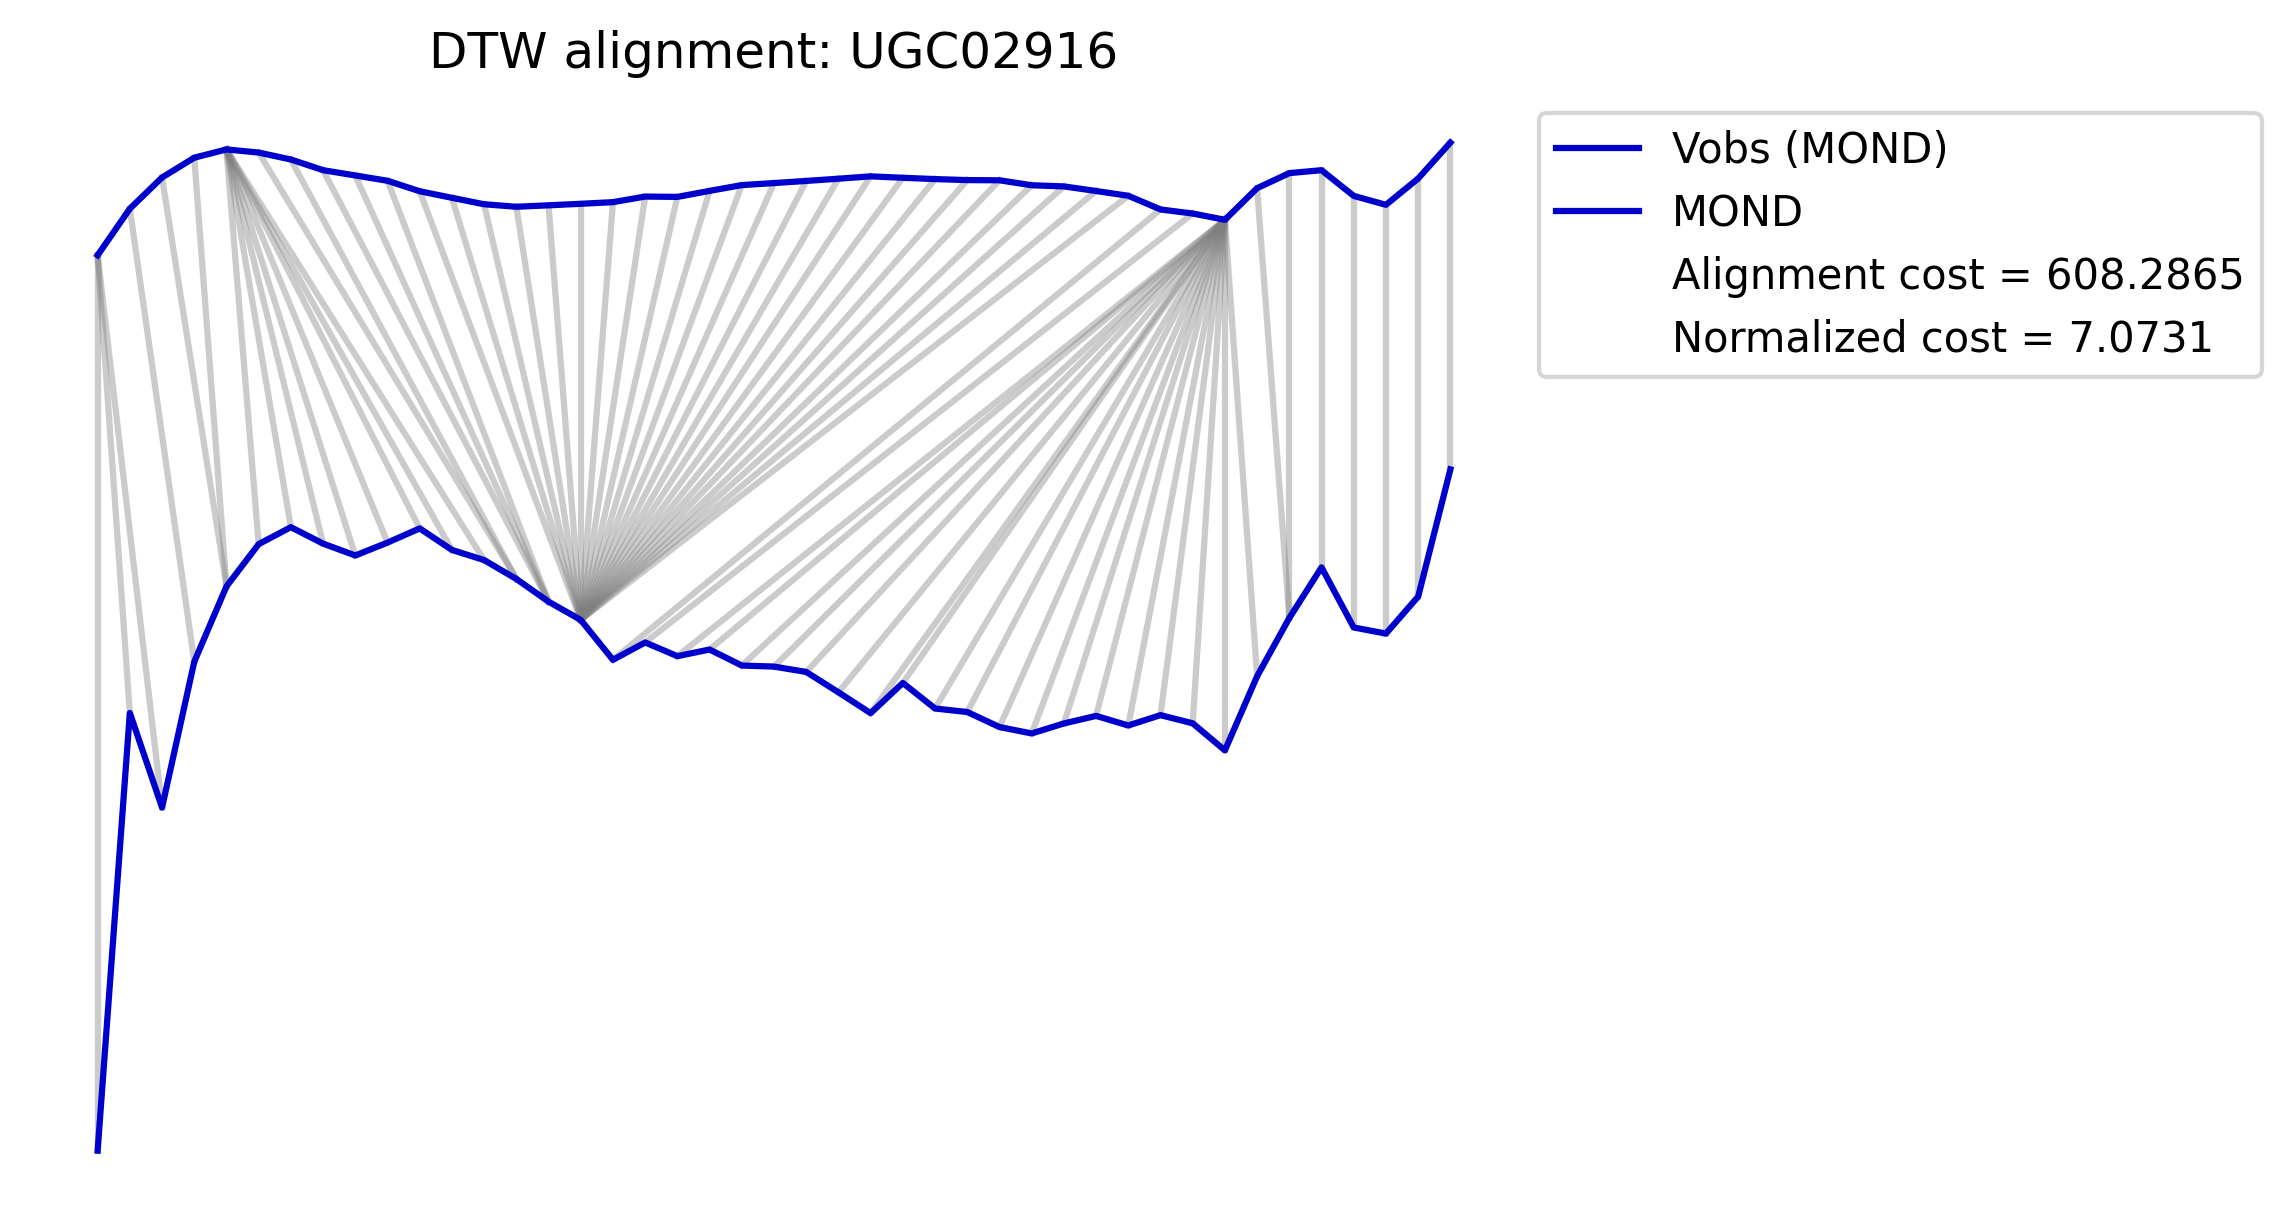 DTW alignment: UGC02916
Vobs (MOND)
MOND
Alignment cost = 608.2865
Normalized cost = 7.0731